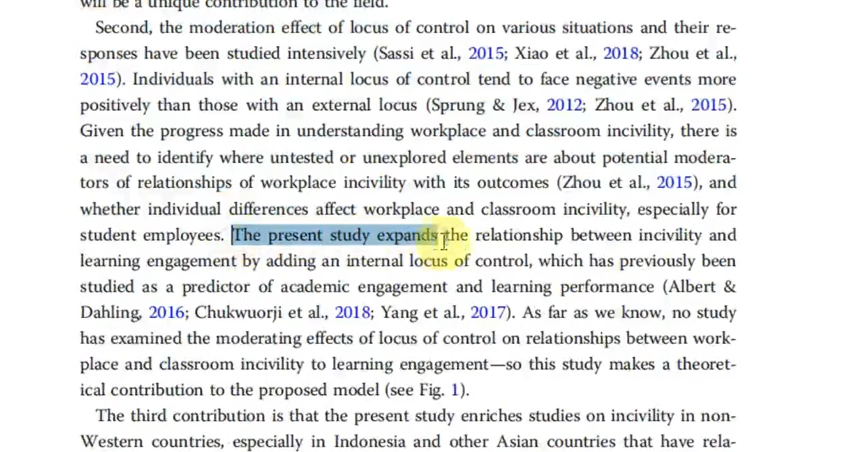 will be a unique contribution to the field.
Second, the moderation effect of locus of control on various situations and their re-
sponses have been studied intensively (Sassi et al., 2015; Xiao et al., 2018; Zhou et al.,
2015). Individuals with an internal locus of control tend to face negative events more
positively than those with an external locus (Sprung & Jex, 2012; Zhou et al., 2015).
Given the progress made in understanding workplace and classroom incivility, there is
a need to identify where untested or unexplored elements are about potential modera-
tors of relationships of workplace incivility with its outcomes (Zhou et al., 2015), and
whether individual differences affect workplace and classroom incivility, especially for
student employees. The present study expands the relationship between incivility and
learning engagement by adding an internal locus of control, which has previously been
studied as a predictor of academic engagement and learning performance (Albert &
Dahling, 2016; Chukwuorji et al., 2018; Yang et al., 2017). As far as we know, no study
has examined the moderating effects of locus of control on relationships between work-
place and classroom incivility to learning engagement—so this study makes a theoret-
ical contribution to the proposed model (see Fig. 1).
The third contribution is that the present study enriches studies on incivility in non-
Western countries, especially in Indonesia and other Asian countries that have rela-